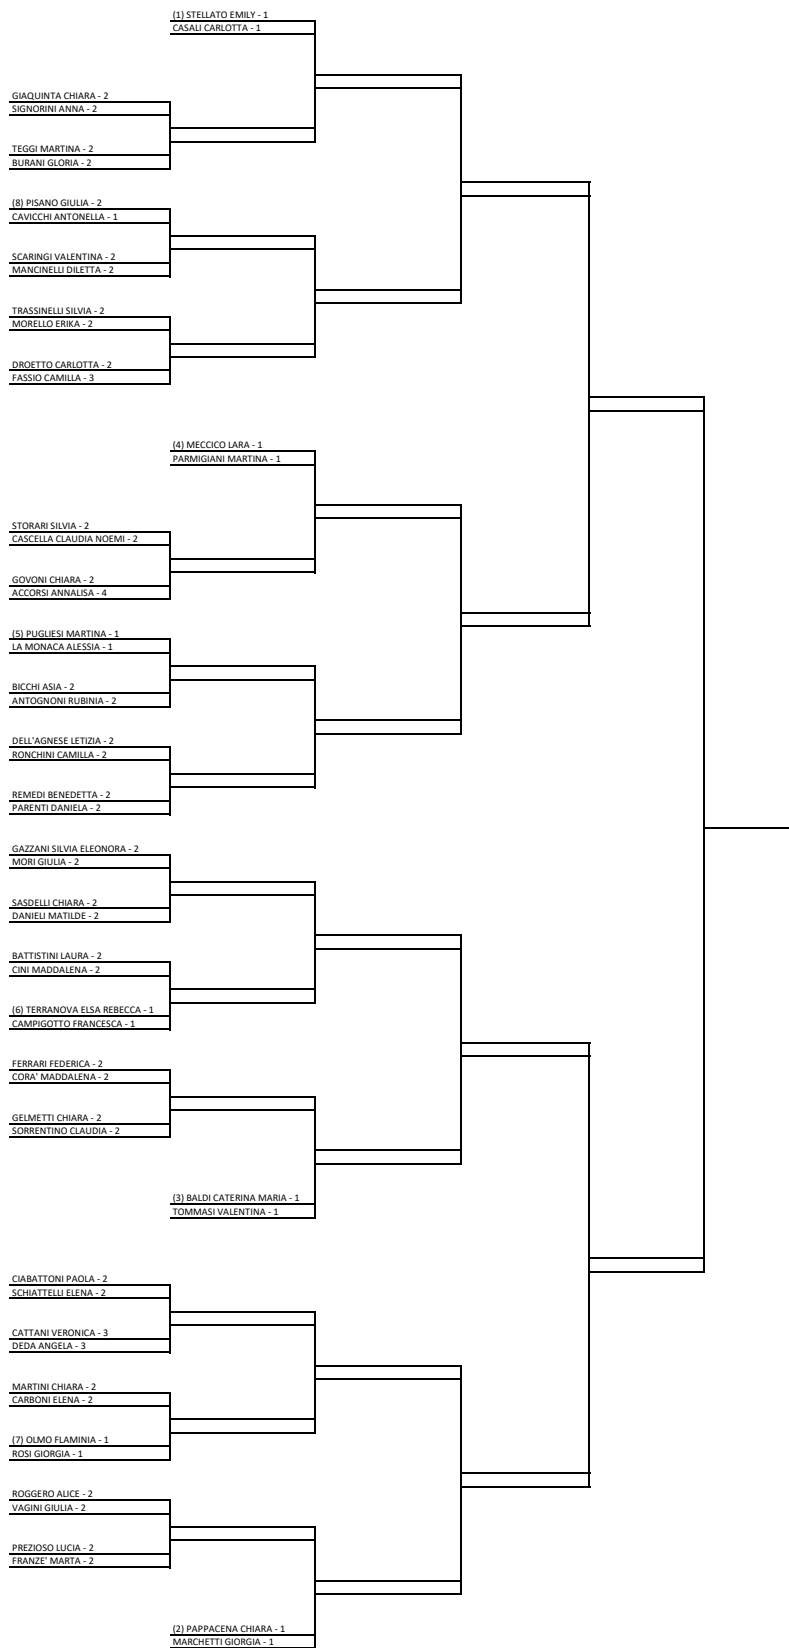 (1) STELLATO EMILY - 1
CASALI CARLOTTA - 1
GIAQUINTA CHIARA - 2
SIGNORINI ANNA - 2
TEGGI MARTINA - 2
BURANI GLORIA - 2
(8) PISANO GIULIA - 2
CAVICCHI ANTONELLA - 1
SCARINGI VALENTINA - 2
MANCINELLI DILETTA - 2
TRASSINELLI SILVIA - 2
MORELLO ERIKA - 2
DROETTO CARLOTTA - 2
FASSIO CAMILLA - 3
(4) MECCICO LARA - 1
PARMIGIANI MARTINA - 1
STORARI SILVIA - 2
CASCELLA CLAUDIA NOEMI - 2
GOVONI CHIARA - 2
ACCORSI ANNALISA - 4
(5) PUGLIESI MARTINA - 1
LA MONACA ALESSIA - 1
BICCHI ASIA - 2
ANTOGNONI RUBINIA - 2
DELL'AGNESE LETIZIA - 2
RONCHINI CAMILLA - 2
REMEDI BENEDETTA - 2
PARENTI DANIELA - 2
GAZZANI SILVIA ELEONORA - 2
MORI GIULIA - 2
SASDELLI CHIARA - 2
DANIELI MATILDE - 2
BATTISTINI LAURA - 2
CINI MADDALENA - 2
(6) TERRANOVA ELSA REBECCA - 1
CAMPIGOTTO FRANCESCA - 1
FERRARI FEDERICA - 2
CORA' MADDALENA - 2
GELMETTI CHIARA - 2
SORRENTINO CLAUDIA - 2
(3) BALDI CATERINA MARIA - 1
TOMMASI VALENTINA - 1
CIABATTONI PAOLA - 2
SCHIATTELLI ELENA - 2
CATTANI VERONICA - 3
DEDA ANGELA - 3
MARTINI CHIARA - 2
CARBONI ELENA - 2
(7) OLMO FLAMINIA - 1
ROSI GIORGIA - 1
ROGGERO ALICE - 2
VAGINI GIULIA - 2
PREZIOSO LUCIA - 2
FRANZE' MARTA - 2
(2) PAPPACENA CHIARA - 1
MARCHETTI GIORGIA - 1